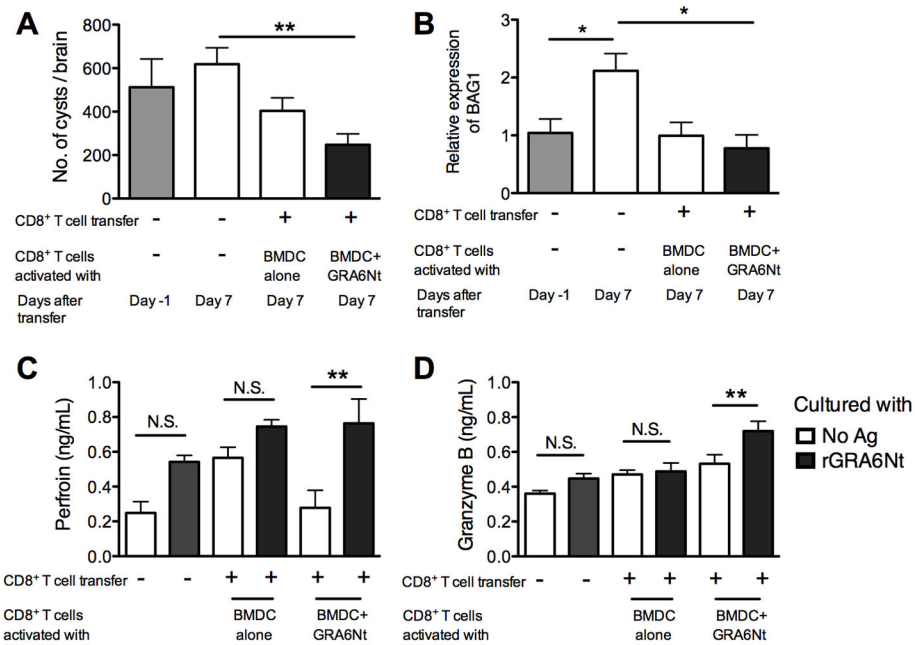 A
No. of cysts / brain
800
600
400
200
0
**
CD8+ T cell transfer - - + +
CD8+ T cells
activated with - - BMDC alone BMDC+ GRA6Nt
Days after
transfer Day -1 Day 7 Day 7 Day 7
B
Relative expression
of BAG1
3
2
1
0
* *
CD8+ T cell transfer - - + +
CD8+ T cells
activated with - - BMDC alone BMDC+ GRA6Nt
Days after
transfer Day -1 Day 7 Day 7 Day 7
C
Perfroin (ng/mL)
1.0
0.8
0.6
0.4
0.2
0.0
N.S. N.S. **
CD8+ T cell transfer - - + + + +
CD8+ T cells
activated with BMDC alone BMDC+ GRA6Nt
D
Granzyme B (ng/mL)
1.0
0.8
0.6
0.4
0.2
0.0
N.S. N.S. **
CD8+ T cell transfer - - + + + +
CD8+ T cells
activated with BMDC alone BMDC+ GRA6Nt
Cultured with
No Ag
rGRA6Nt